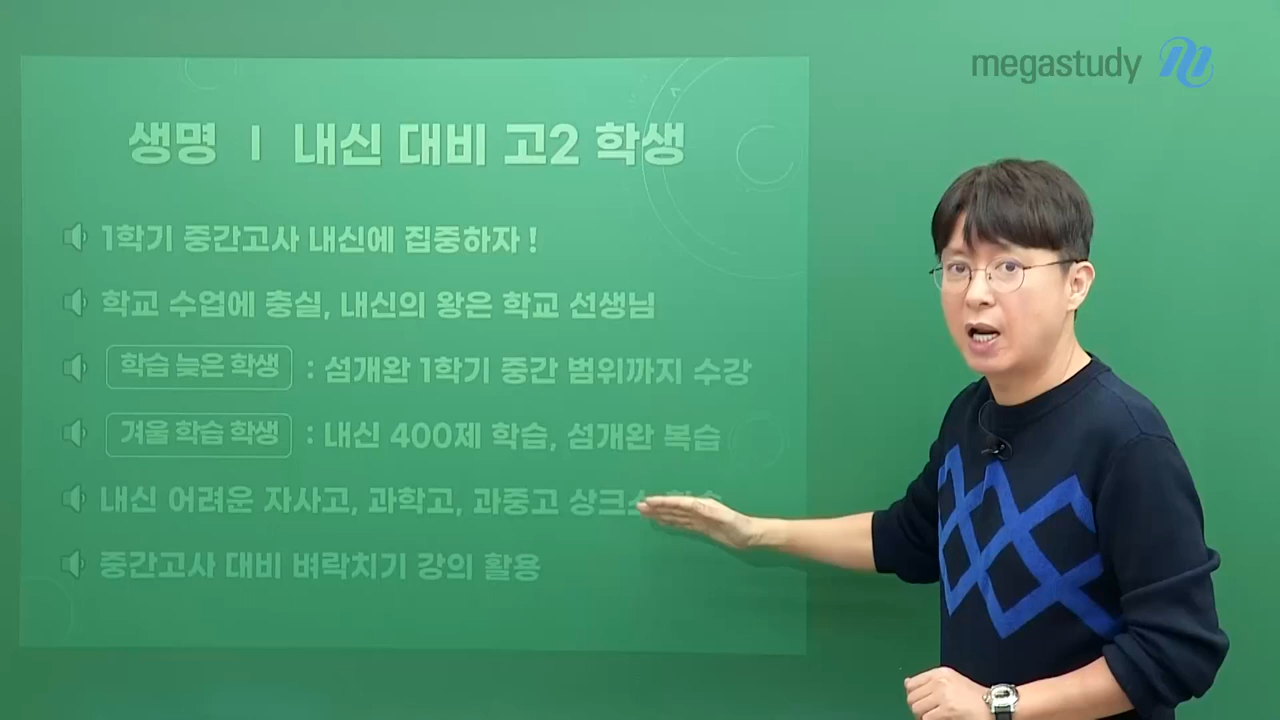 megastudy
생명 Ⅰ 내신 대비 고2 학생
1학기 중간고사 내신에 집중하자!
학교 수업에 충실, 내신의 왕은 학교 선생님
학습 늦은 학생 : 섬개완 1학기 중간 범위까지 수강
겨울 학습 학생 : 내신 400제 학습, 섬개완 복습
내신 어려운 자사고, 과학고, 과중고
중간고사 대비 벼락치기 강의 활용